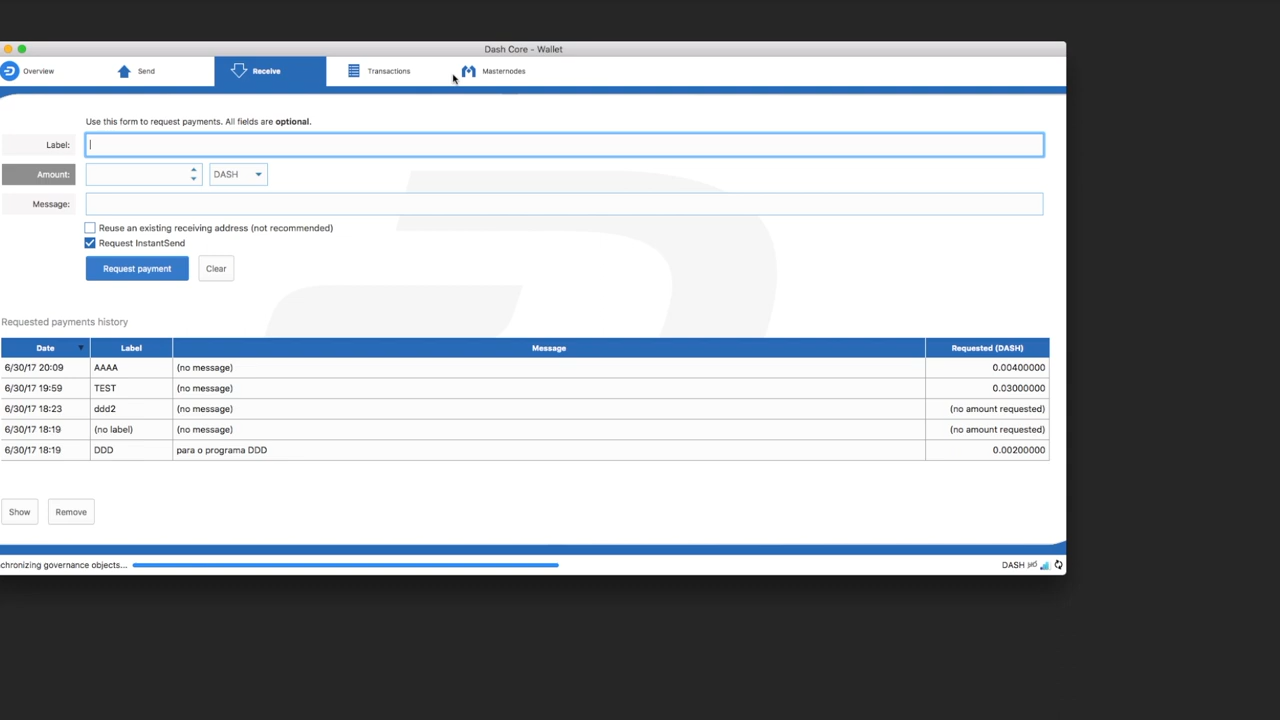 Dash Core - Wallet
Overview Send Receive Transactions Masternodes
Use this form to request payments. All fields are optional.
Label:
Amount: DASH
Message:
Reuse an existing receiving address (not recommended)
Request InstantSend
Request payment Clear
Requested payments history
Date Label Message Requested (DASH)
6/30/17 20:09 AAAA (no message) 0.00400000
6/30/17 19:59 TEST (no message) 0.03000000
6/30/17 18:23 ddd2 (no message) (no amount requested)
6/30/17 18:19 (no label) (no message) (no amount requested)
6/30/17 18:19 DDD para o programa DDD 0.00200000
Show Remove
chronizing governance objects... DASH